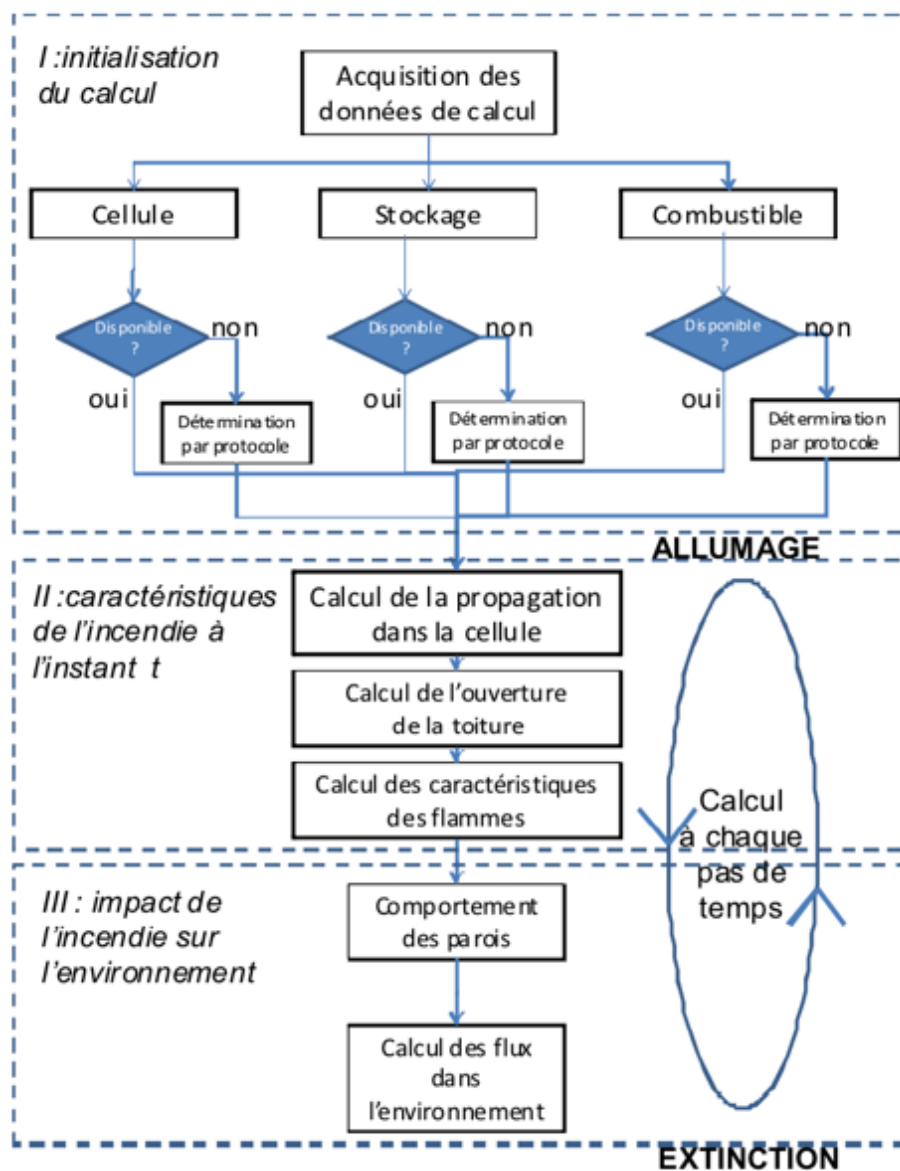 I :initialisation
du calcul
Acquisition des
données de calcul
Cellule
Stockage
Combustible
Disponible
?
non
oui
Détermination
par protocole
Disponible
?
non
oui
Détermination
par protocole
Disponible
?
non
oui
Détermination
par protocole
ALLUMAGE
II :caractéristiques
de l'incendie à
l'instant t
Calcul de la propagation
dans la cellule
Calcul de l'ouverture
de la toiture
Calcul des caractéristiques
des flammes
Calcul
à chaque
pas de
temps
III : impact de
l'incendie sur
l'environnement
Comportement
des parois
Calcul des flux
dans
l'environnement
EXTINCTION